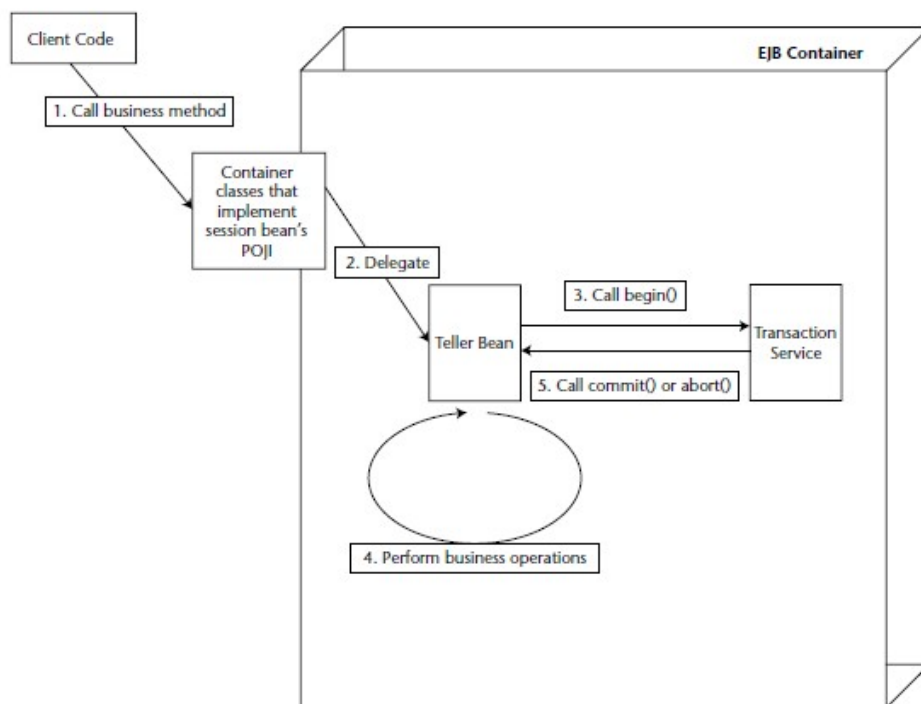 Client Code
EJB Container
1. Call business method
Container
classes that
implement
session bean's
POJI
2. Delegate
3. Call begin()
Teller Bean
Transaction
Service
5. Call commit() or abort()
4. Perform business operations